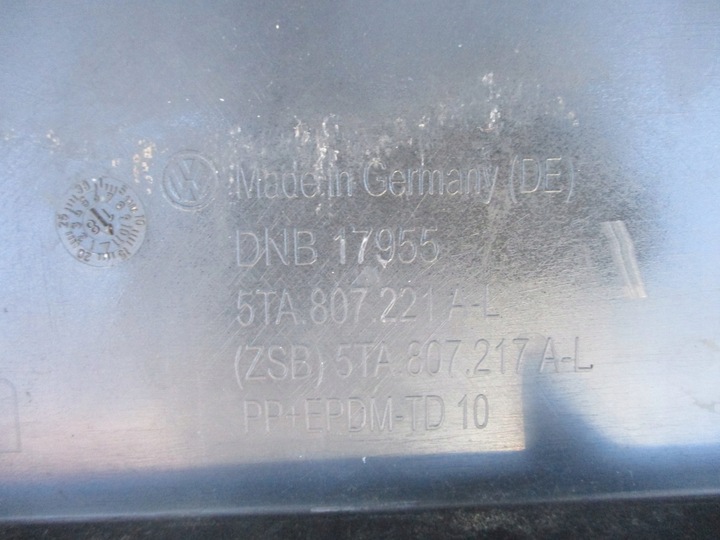 Made in Germany (DE)
DNB 17955
5TA.807.221 A-L
(ZSB) 5TA.807.217 A-L
PP+EPDM-TD 10